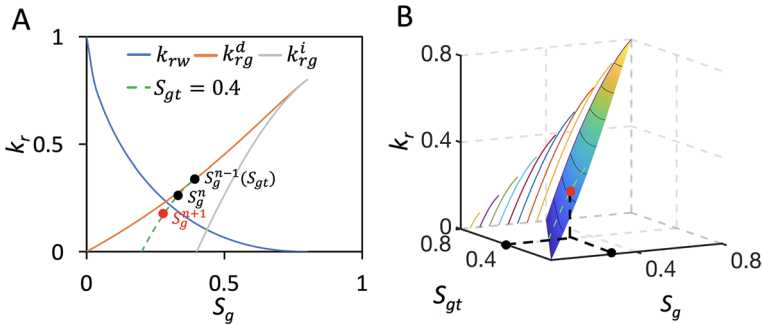 A
1
0.5
0
k_rw
k_rg^d
k_rg^i
S_gt = 0.4
S_g^{n-1}(S_gt)
S_g^n
S_g^{n+1}
0
0.5
1
k_r
S_g
B
0.8
0.4
0
k_r
0.8
0.4
S_gt
0.4
0.8
S_g